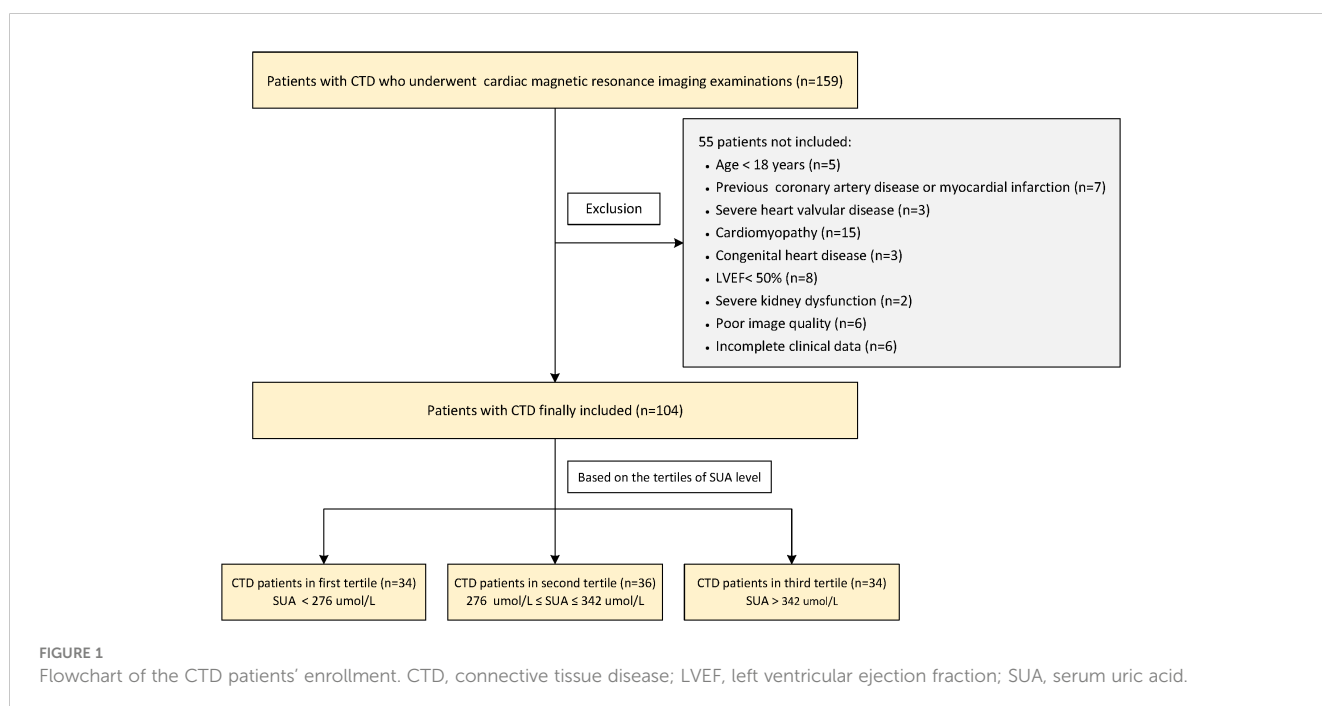 Patients with CTD who underwent cardiac magnetic resonance imaging examinations (n=159)
55 patients not included:
• Age < 18 years (n=5)
• Previous coronary artery disease or myocardial infarction (n=7)
• Severe heart valvular disease (n=3)
• Cardiomyopathy (n=15)
• Congenital heart disease (n=3)
• LVEF< 50% (n=8)
• Severe kidney dysfunction (n=2)
• Poor image quality (n=6)
• Incomplete clinical data (n=6)
Exclusion
Patients with CTD finally included (n=104)
Based on the tertiles of SUA level
CTD patients in first tertile (n=34)
SUA < 276 umol/L
CTD patients in second tertile (n=36)
276 umol/L ≤ SUA ≤ 342 umol/L
CTD patients in third tertile (n=34)
SUA > 342 umol/L
FIGURE 1
Flowchart of the CTD patients' enrollment. CTD, connective tissue disease; LVEF, left ventricular ejection fraction; SUA, serum uric acid.